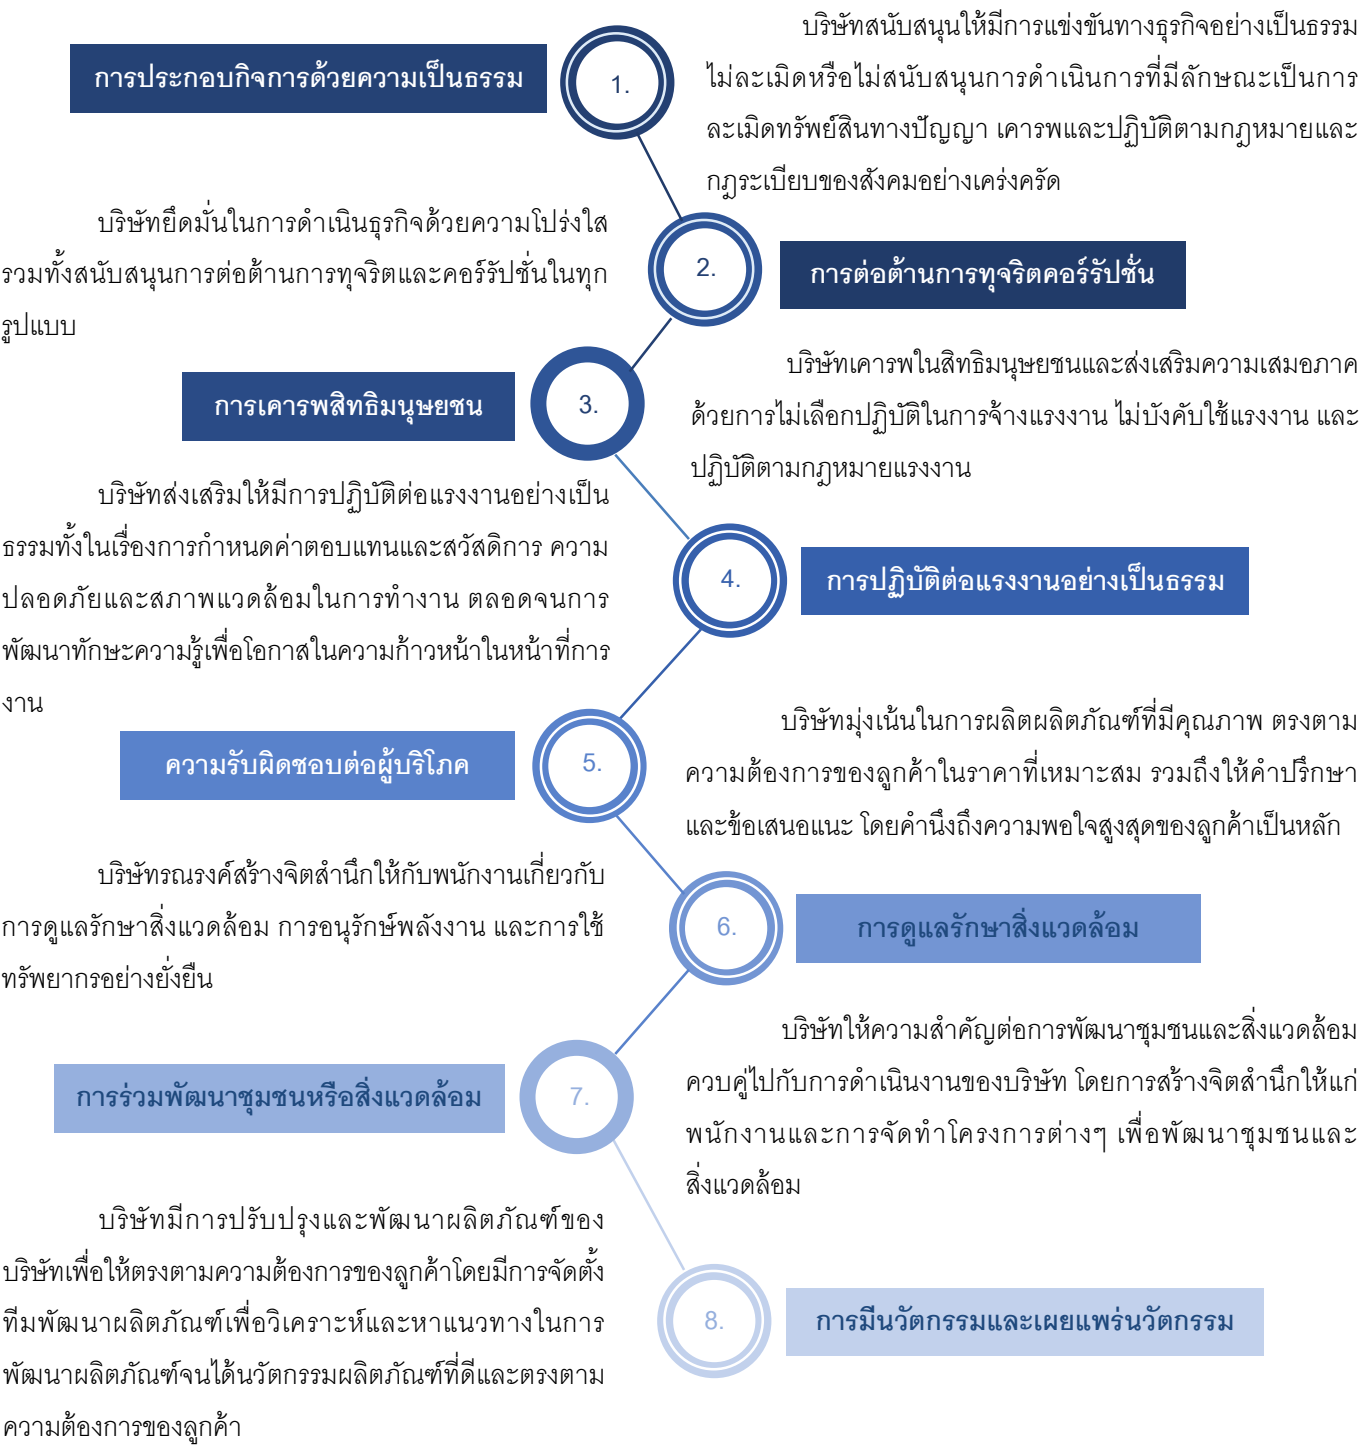 การประกอบกิจการด้วยความเป็นธรรม
1.
บริษัทสนับสนุนให้มีการแข่งขันทางธุรกิจอย่างเป็นธรรม
ไม่ละเมิดหรือไม่สนับสนุนการดำเนินการที่มีลักษณะเป็นการ
ละเมิดทรัพย์สินทางปัญญา เคารพและปฏิบัติตามกฎหมายและ
กฎระเบียบของสังคมอย่างเคร่งครัด
2.
การต่อต้านการทุจริตคอร์รัปชั่น
บริษัทยึดมั่นในการดำเนินธุรกิจด้วยความโปร่งใส
รวมทั้งสนับสนุนการต่อต้านการทุจริตและคอร์รัปชั่นในทุก
รูปแบบ
การเคารพสิทธิมนุษยชน
3.
บริษัทเคารพในสิทธิมนุษยชนและส่งเสริมความเสมอภาค
ด้วยการไม่เลือกปฏิบัติในการจ้างแรงงาน ไม่บังคับใช้แรงงาน และ
ปฏิบัติตามกฎหมายแรงงาน
4.
การปฏิบัติต่อแรงงานอย่างเป็นธรรม
บริษัทส่งเสริมให้มีการปฏิบัติต่อแรงงานอย่างเป็น
ธรรมทั้งในเรื่องการกำหนดค่าตอบแทนและสวัสดิการ ความ
ปลอดภัยและสภาพแวดล้อมในการทำงาน ตลอดจนการ
พัฒนาทักษะความรู้เพื่อโอกาสในความก้าวหน้าในหน้าที่การ
งาน
ความรับผิดชอบต่อผู้บริโภค
5.
บริษัทมุ่งเน้นในการผลิตผลิตภัณฑ์ที่มีคุณภาพ ตรงตาม
ความต้องการของลูกค้าในราคาที่เหมาะสม รวมถึงให้คำปรึกษา
และข้อเสนอแนะ โดยคำนึงถึงความพอใจสูงสุดของลูกค้าเป็นหลัก
6.
การดูแลรักษาสิ่งแวดล้อม
บริษัทรณรงค์สร้างจิตสำนึกให้กับพนักงานเกี่ยวกับ
การดูแลรักษาสิ่งแวดล้อม การอนุรักษ์พลังงาน และการใช้
ทรัพยากรอย่างยั่งยืน
การร่วมพัฒนาชุมชนหรือสิ่งแวดล้อม
7.
บริษัทให้ความสำคัญต่อการพัฒนาชุมชนและสิ่งแวดล้อม
ควบคู่ไปกับการดำเนินงานของบริษัท โดยการสร้างจิตสำนึกให้แก่
พนักงานและการจัดทำโครงการต่างๆ เพื่อพัฒนาชุมชนและ
สิ่งแวดล้อม
8.
การมีนวัตกรรมและเผยแพร่นวัตกรรม
บริษัทมีการปรับปรุงและพัฒนาผลิตภัณฑ์ของ
บริษัทเพื่อให้ตรงตามความต้องการของลูกค้าโดยมีการจัดตั้ง
ทีมพัฒนาผลิตภัณฑ์เพื่อวิเคราะห์และหาแนวทางในการ
พัฒนาผลิตภัณฑ์จนได้นวัตกรรมผลิตภัณฑ์ที่ดีและตรงตาม
ความต้องการของลูกค้า